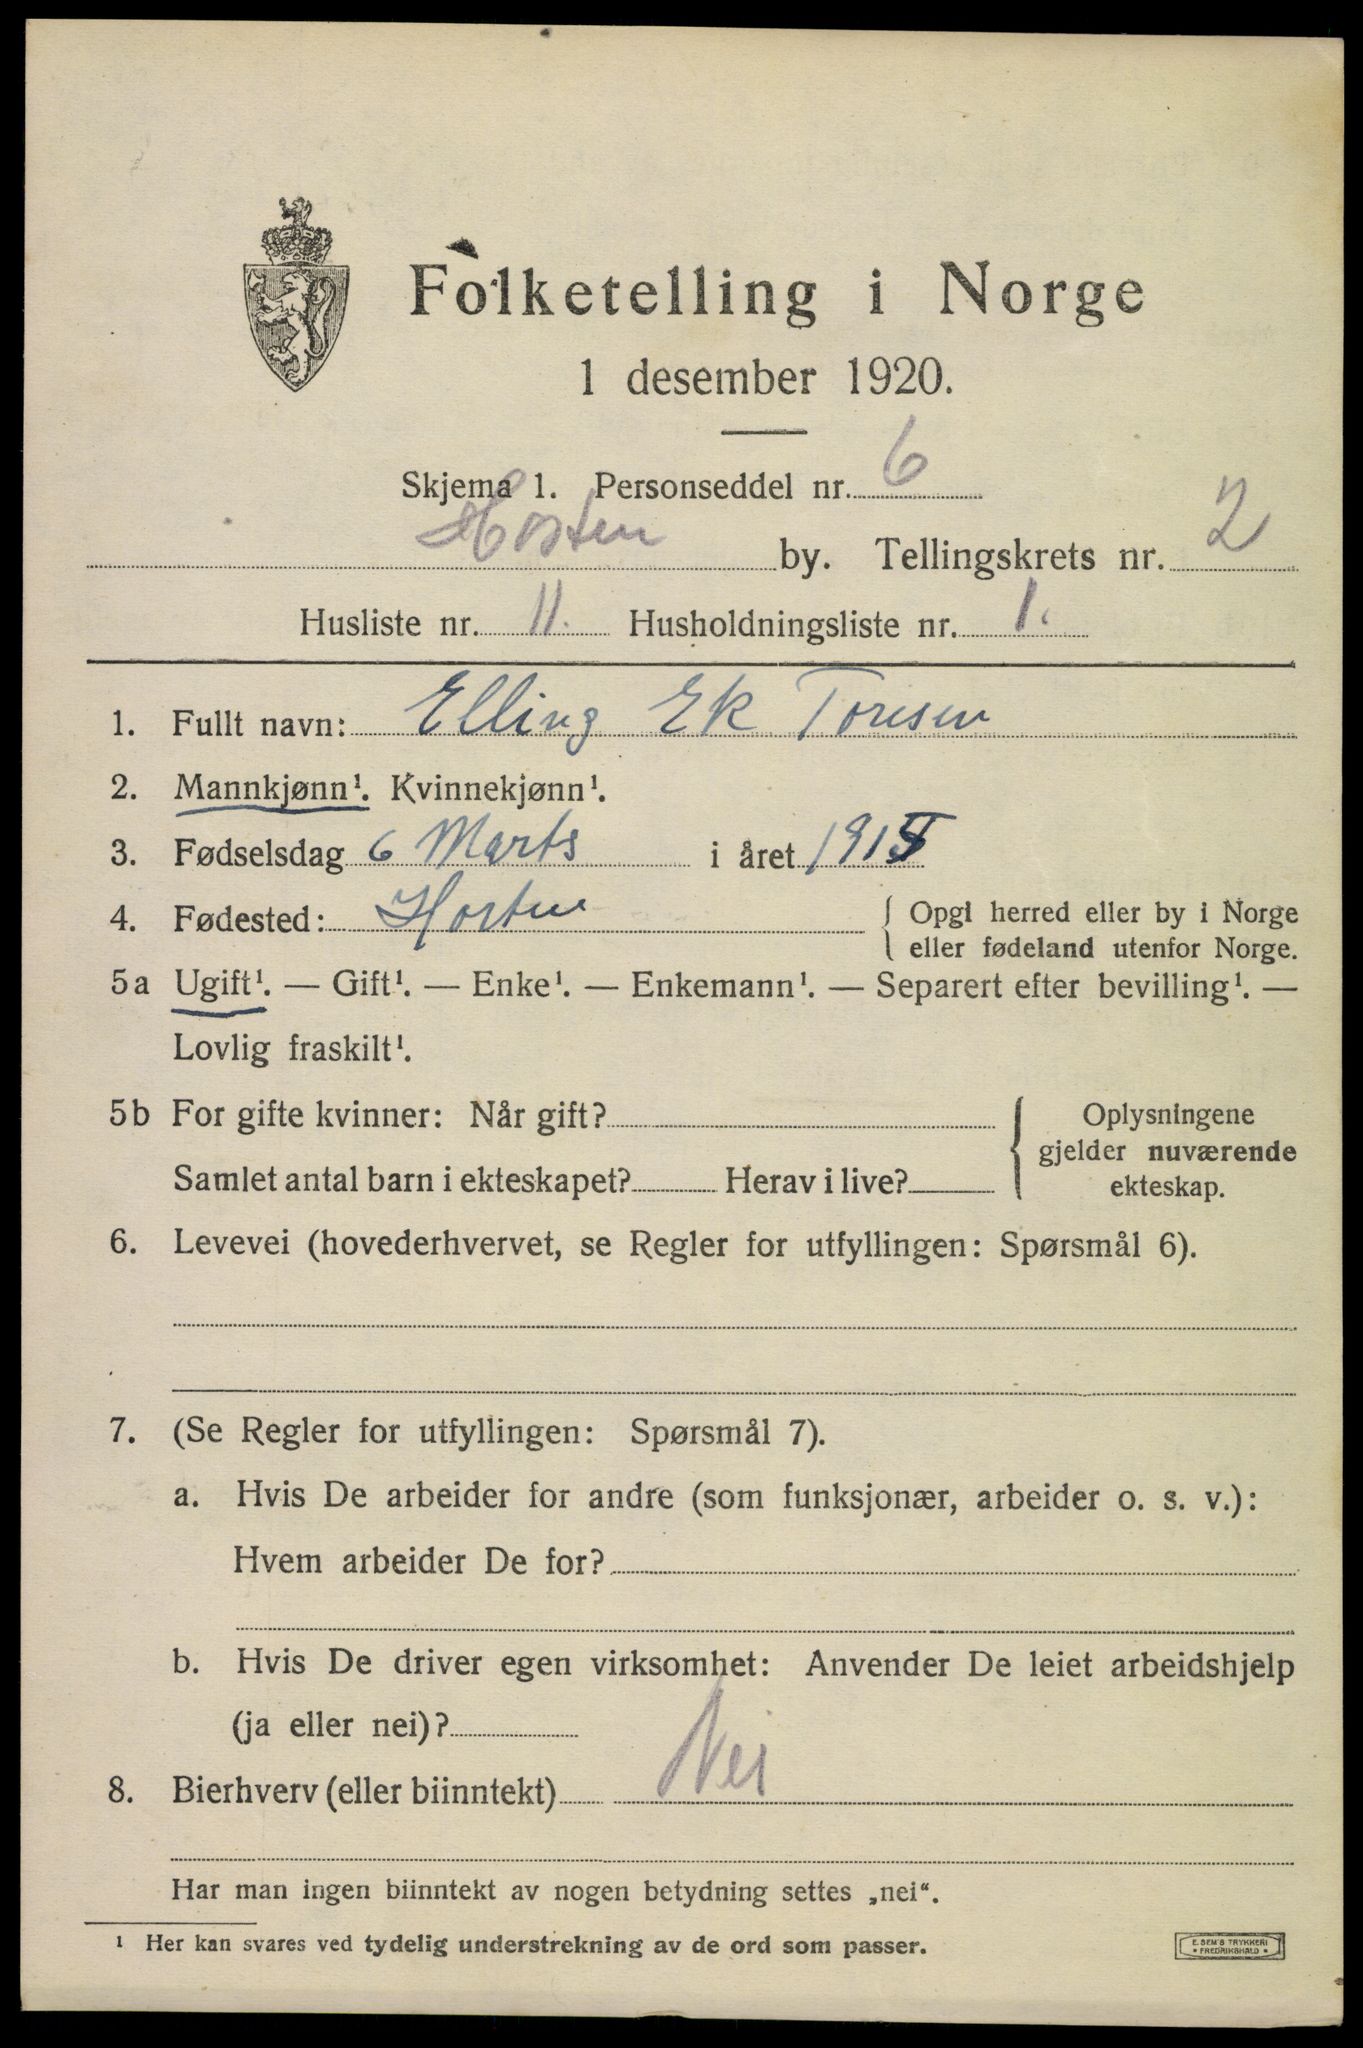 Folketelling i Norge
1 desember 1920.
Skjema 1. Personseddel nr. 6
Horten by. Tellingskrets nr. 2
Husliste nr. 11. Husholdningsliste nr. 1.
1. Fullt navn: Elling Ek Toresen
2. Mannkjønn¹. Kvinnekjønn¹.
3. Fødselsdag 6 Marts i året
4. Fødested: Horten { Opgi herred eller by i Norge
eller fødeland utenfor Norge.
5a Ugift¹. — Gift¹. — Enke¹. — Enkemann¹. — Separert efter bevilling¹. —
Lovlig fraskilt¹.
5b For gifte kvinner: Når gift? { Oplysningene
gjelder nuværende
Samlet antal barn i ekteskapet? Herav i live? ekteskap.
6. Levevei (hovederhvervet, se Regler for utfyllingen: Spørsmål 6).
7. (Se Regler for utfyllingen: Spørsmål 7).
a. Hvis De arbeider for andre (som funksjonær, arbeider o. s. v.):
Hvem arbeider De for?
b. Hvis De driver egen virksomhet: Anvender De leiet arbeidshjelp
(ja eller nei)?
8. Bierhverv (eller biinntekt) Nei
Har man ingen biinntekt av nogen betydning settes „nei“.
¹ Her kan svares ved tydelig understrekning av de ord som passer.
E. SEM'S TRYKKERI
• FREDRIKSHALD •